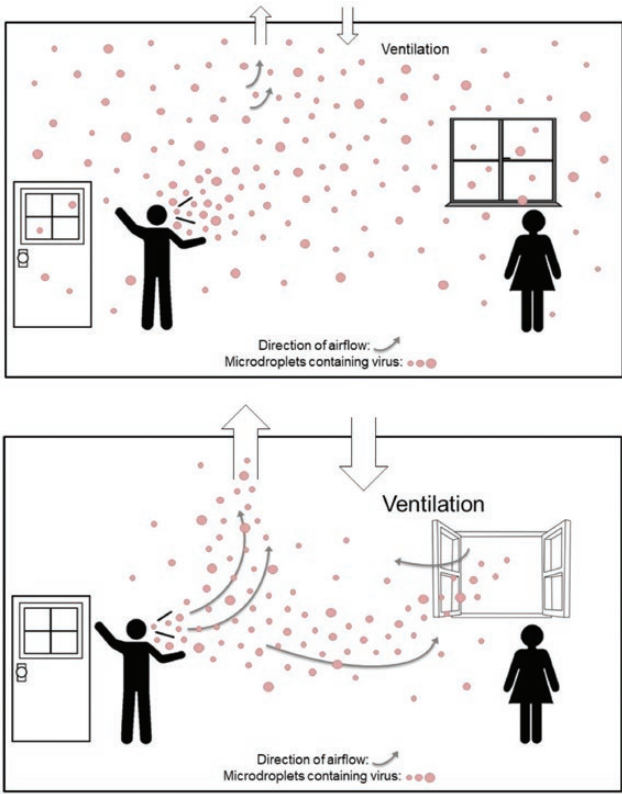 Ventilation
Direction of airflow:
Microdroplets containing virus:
Ventilation
Direction of airflow:
Microdroplets containing virus: